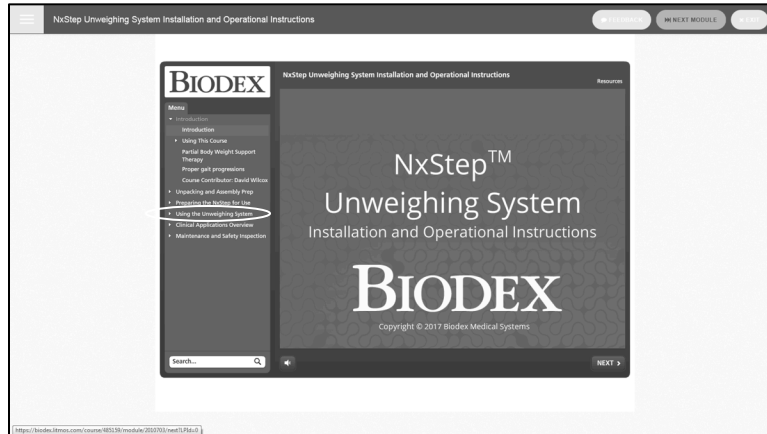 NxStep Unweighing System Installation and Operational Instructions
FEEDBACK
NEXT MODULE
EXIT
BIODEX
NxStep Unweighing System Installation and Operational Instructions
Resources
Menu
Introduction
Introduction
Using This Course
Partial Body Weight Support
Therapy
Proper gait progressions
Course Contributor: David Wilcox
Unpacking and Assembly Prep
Preparing the NxStep for Use
Using the Unweighing System
Clinical Applications Overview
Maintenance and Safety Inspection
Search...
NxStep™
Unweighing System
Installation and Operational Instructions
BIODEX
Copyright © 2017 Biodex Medical Systems
NEXT >